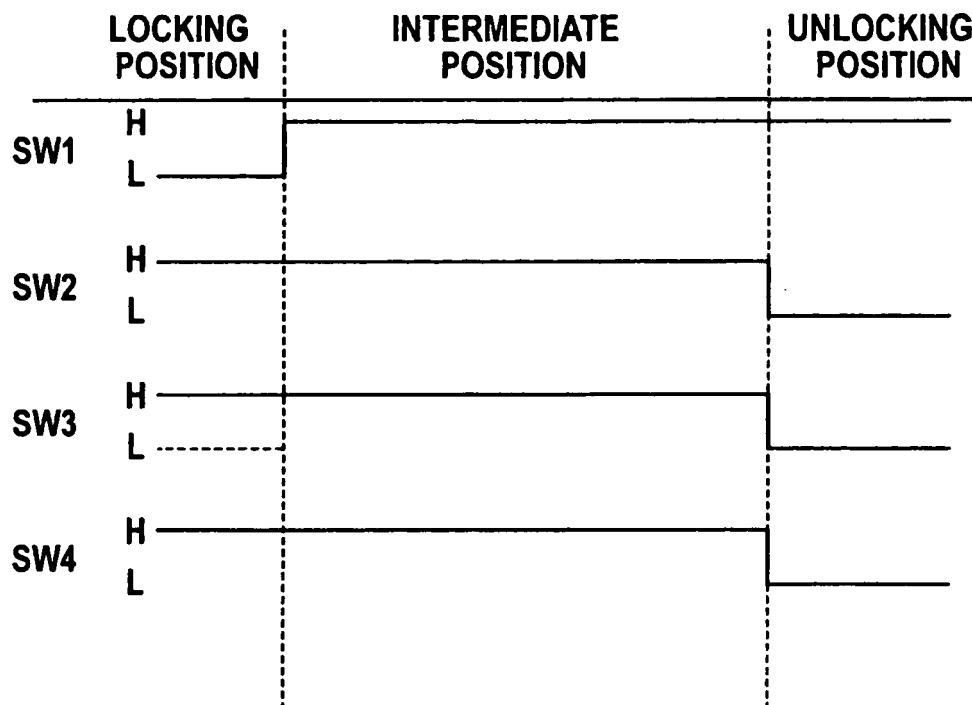 LOCKING
POSITION
INTERMEDIATE
POSITION
UNLOCKING
POSITION
SW1
H
L
SW2
H
L
SW3
H
L
SW4
H
L